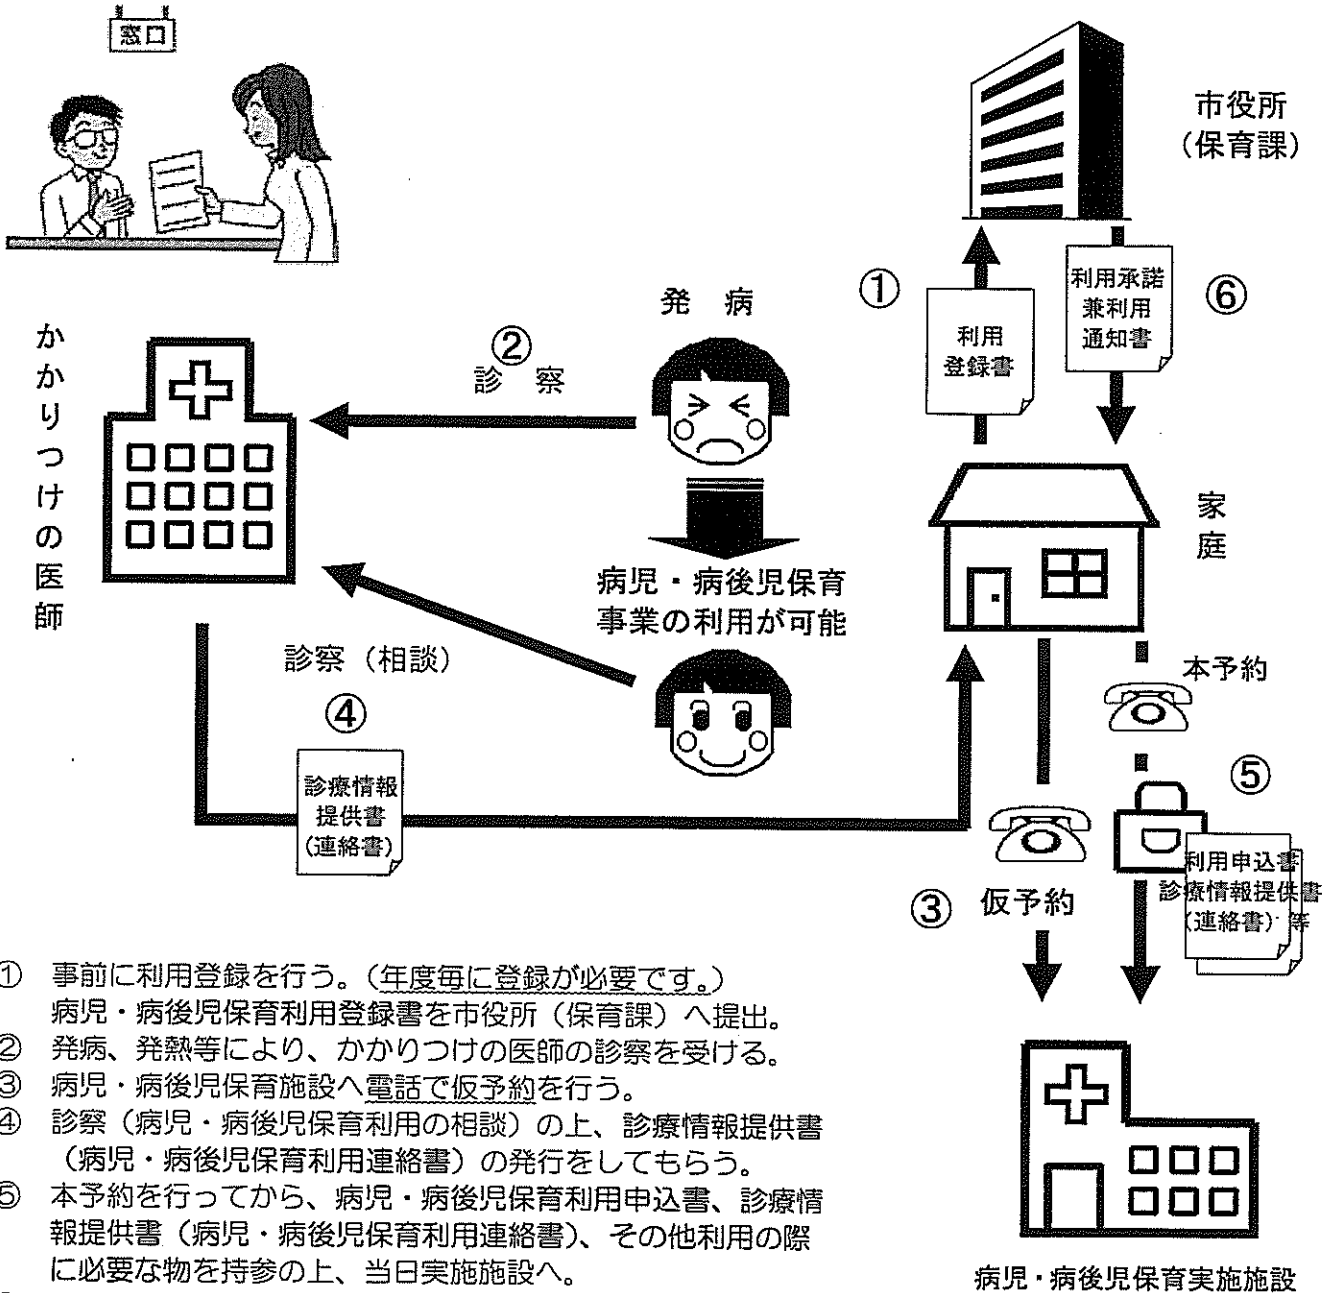 窓口
市役所
（保育課）
①
利用
登録書
利用承諾
兼利用
通知書
⑥
発 病
②
診 察
かかりつけの医師
家庭
病児・病後児保育
事業の利用が可能
診察（相談）
④
診療情報
提供書
（連絡書）
本予約
⑤
利用申込書
診療情報提供書
（連絡書）等
③ 仮予約
① 事前に利用登録を行う。（年度毎に登録が必要です。）
病児・病後児保育利用登録書を市役所（保育課）へ提出。
② 発病、発熱等により、かかりつけの医師の診察を受ける。
③ 病児・病後児保育施設へ電話で仮予約を行う。
④ 診察（病児・病後児保育利用の相談）の上、診療情報提供書
（病児・病後児保育利用連絡書）の発行をしてもらう。
⑤ 本予約を行ってから、病児・病後児保育利用申込書、診療情
報提供書（病児・病後児保育利用連絡書）、その他利用の際
に必要な物を持参の上、当日実施施設へ。
病児・病後児保育実施施設